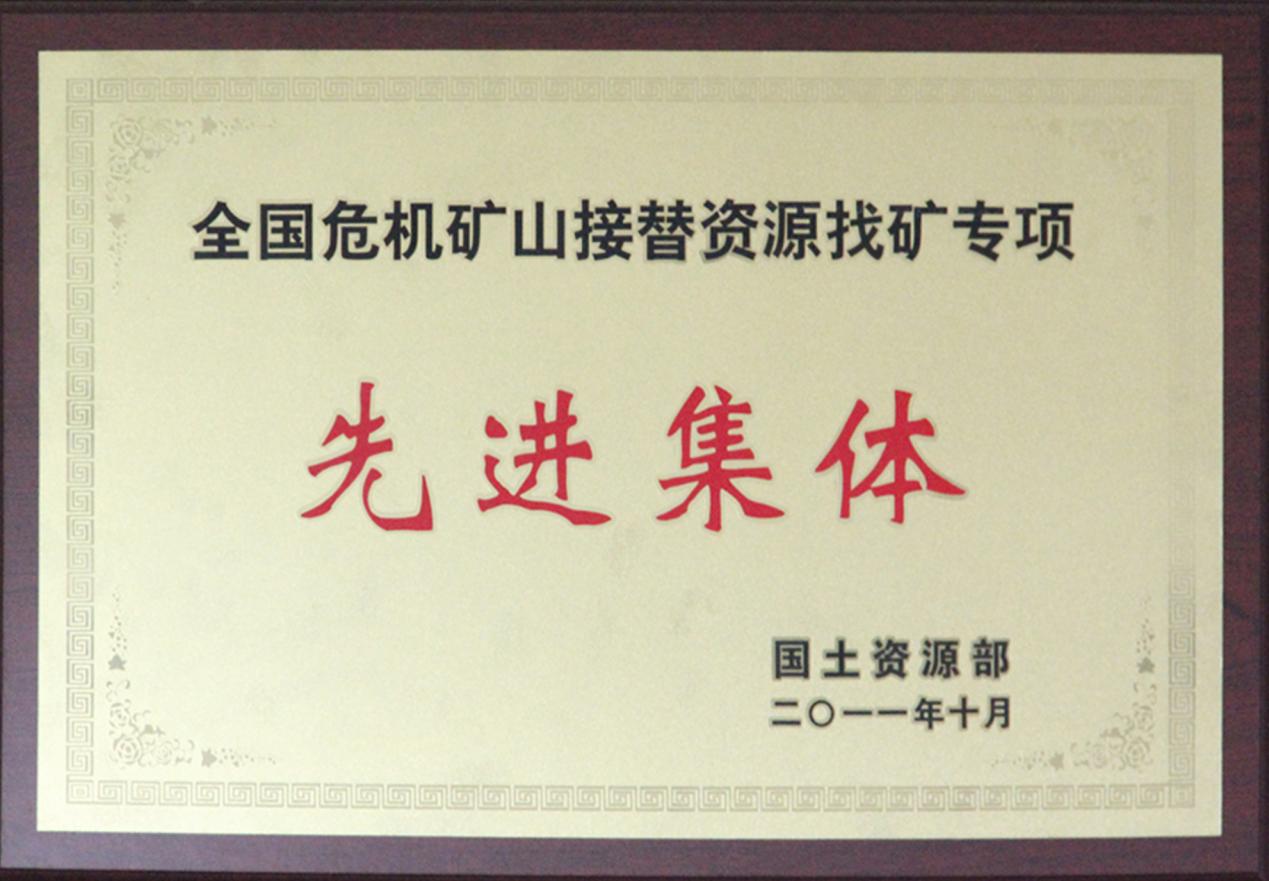 全国危机矿山接替资源找矿专项
先进集体
国土资源部
二〇一一年十月